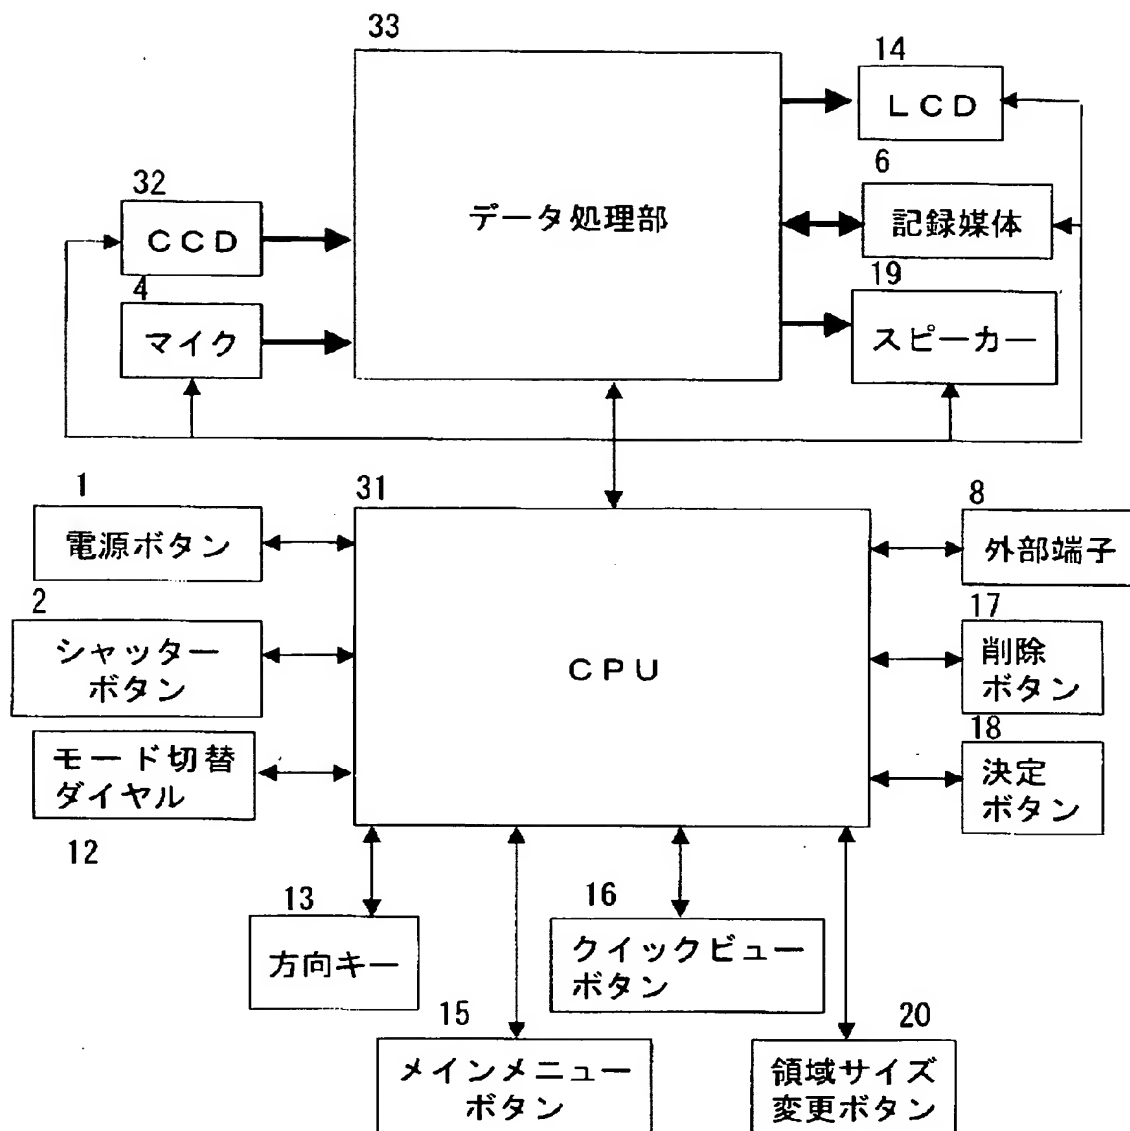 33
データ処理部
14
LCD
6
記録媒体
19
スピーカー
32
CCD
4
マイク
1
電源ボタン
2
シャッター
ボタン
モード切替
ダイヤル
12
31
CPU
8
外部端子
17
削除
ボタン
18
決定
ボタン
13
方向キー
15
メインメニュー
ボタン
16
クイックビュー
ボタン
20
領域サイズ
変更ボタン